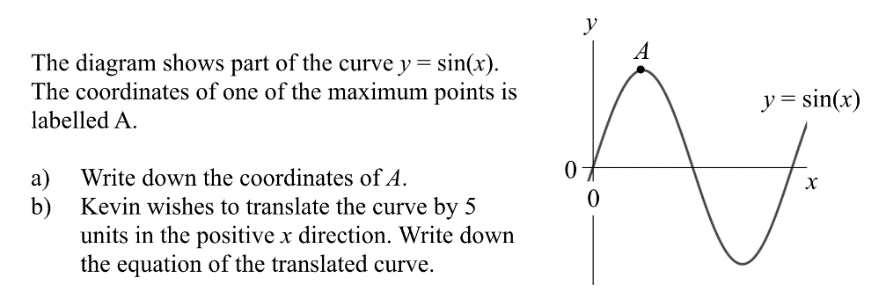 The diagram shows part of the curve y = sin(x).
The coordinates of one of the maximum points is
labelled A.
a) Write down the coordinates of A.
b) Kevin wishes to translate the curve by 5
units in the positive x direction. Write down
the equation of the translated curve.
y
A
y = sin(x)
0
x
0